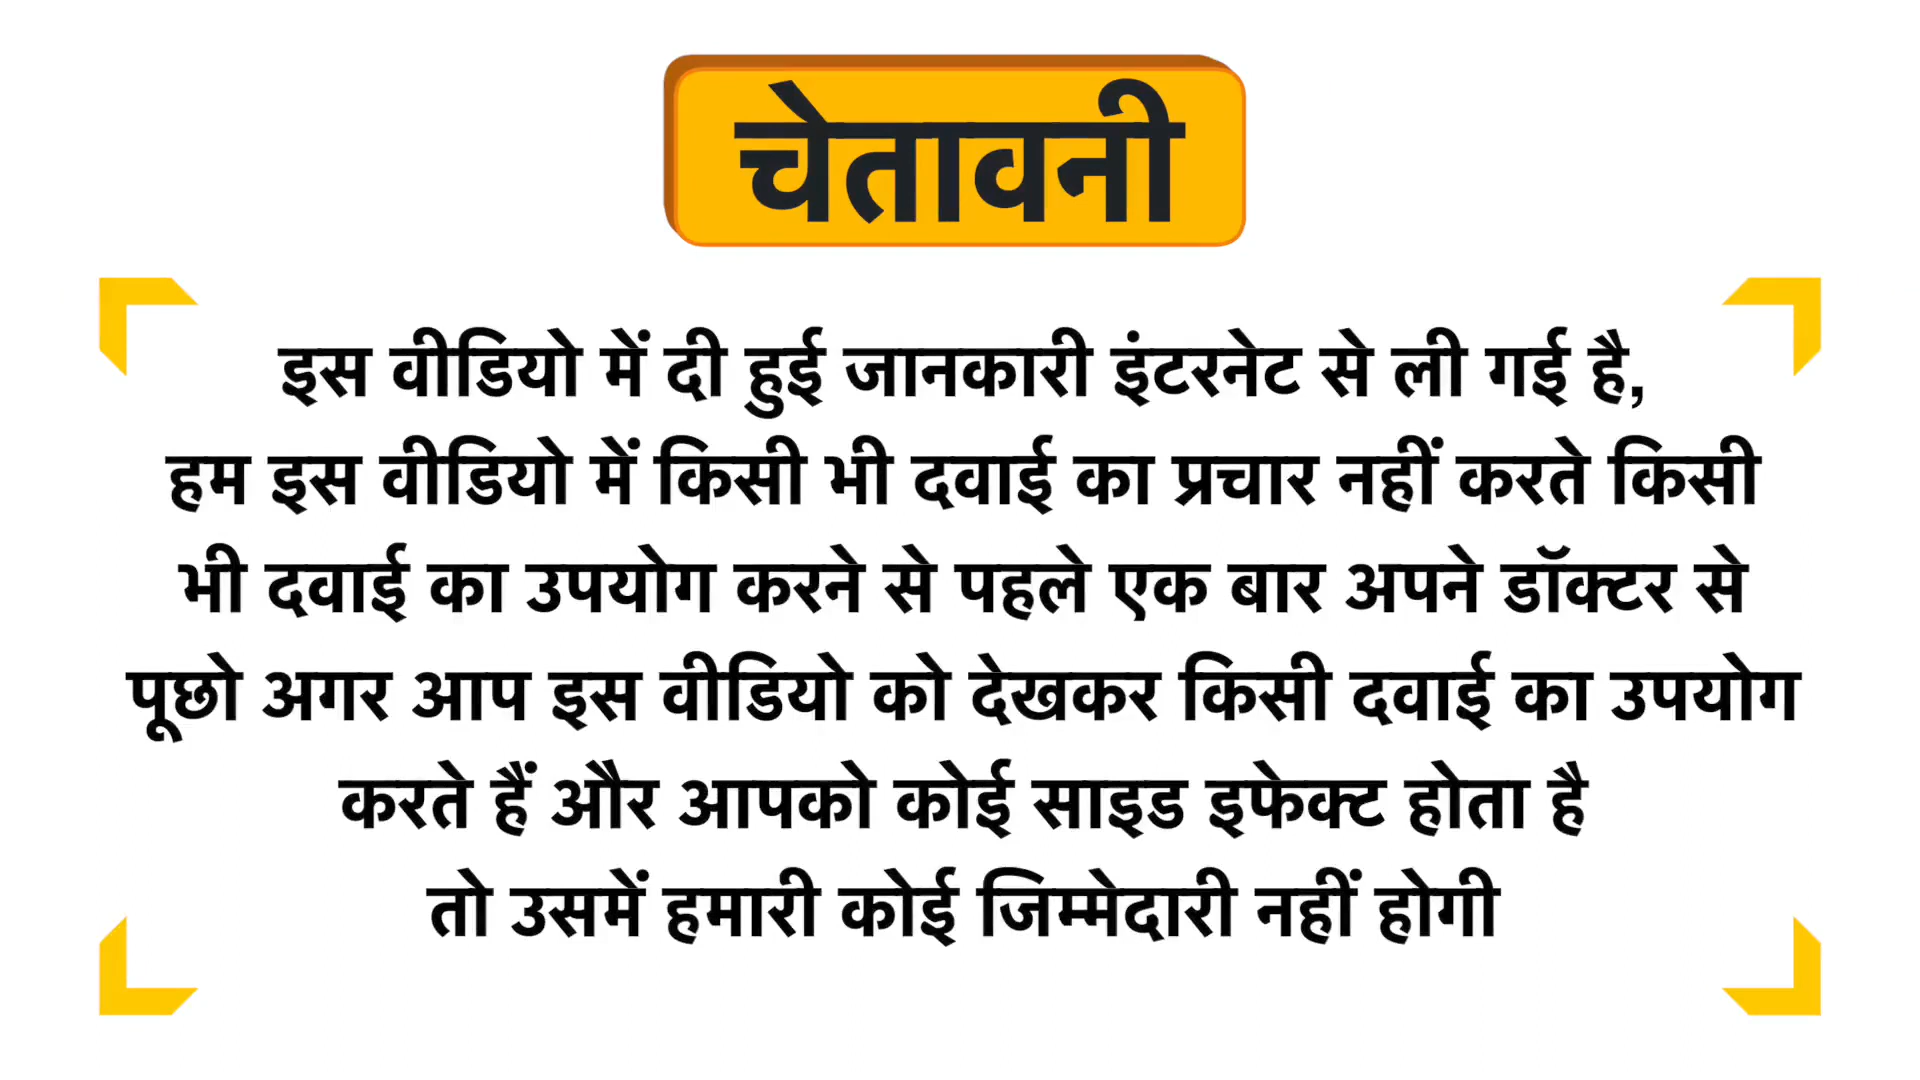 चेतावनी
इस वीडियो में दी हुई जानकारी इंटरनेट से ली गई है,
हम इस वीडियो में किसी भी दवाई का प्रचार नहीं करते किसी
भी दवाई का उपयोग करने से पहले एक बार अपने डॉक्टर से
पूछो अगर आप इस वीडियो को देखकर किसी दवाई का उपयोग
करते हैं और आपको कोई साइड इफेक्ट होता है
तो उसमें हमारी कोई जिम्मेदारी नहीं होगी